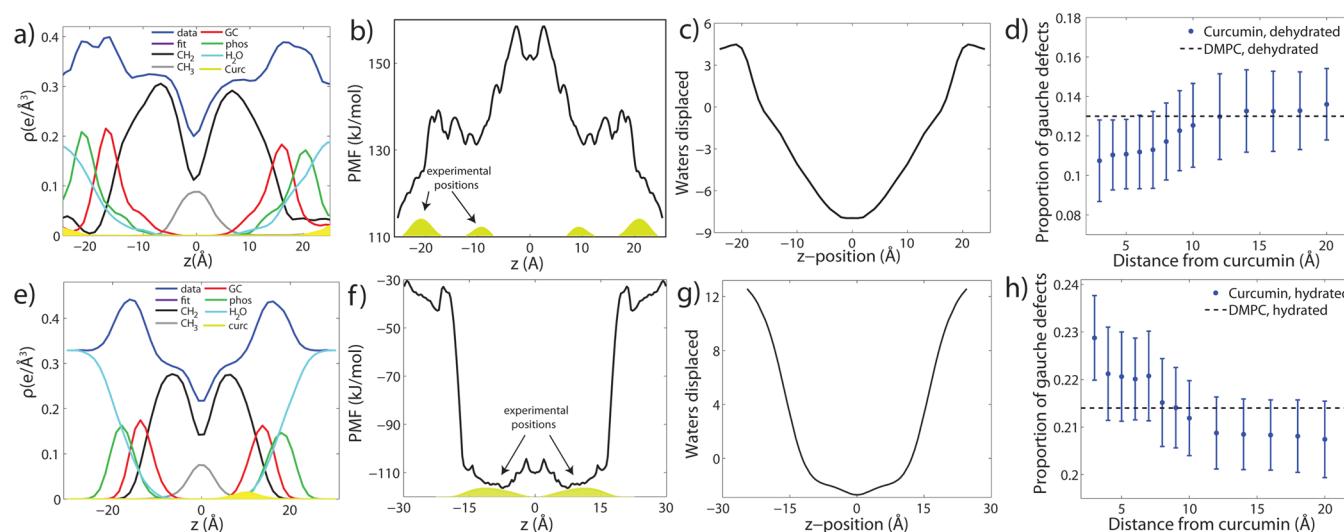 a)
data
fit
CH2
CH3
GC
phos
H2O
Curc
ρ(e/Å³)
0.4
0.3
0.2
0.1
0
−20
−10
0
10
20
z(Å)
b)
PMF (kJ/mol)
150
130
110
experimental
positions
−20
−10
0
10
20
z (Å)
c)
Waters displaced
6
3
0
−3
−6
−9
−20
−10
0
10
20
z−position (Å)
d)
Proportion of gauche defects
0.18
0.16
0.14
0.12
0.1
0.08
Curcumin, dehydrated
DMPC, dehydrated
5
10
15
20
Distance from curcumin (Å)
e)
data
fit
CH2
CH3
GC
phos
H2O
curc
ρ(e/Å³)
0.5
0.4
0.3
0.2
0.1
0
−20
0
20
z (Å)
f)
PMF (kJ/mol)
−30
−50
−70
−90
−110
experimental
positions
−30
−15
0
15
30
z (Å)
g)
Waters displaced
12
8
4
0
−30
−15
0
15
30
z−position (Å)
h)
Proportion of gauche defects
0.24
0.23
0.22
0.21
0.2
Curcumin, hydrated
DMPC, hydrated
5
10
15
20
Distance from curcumin (Å)